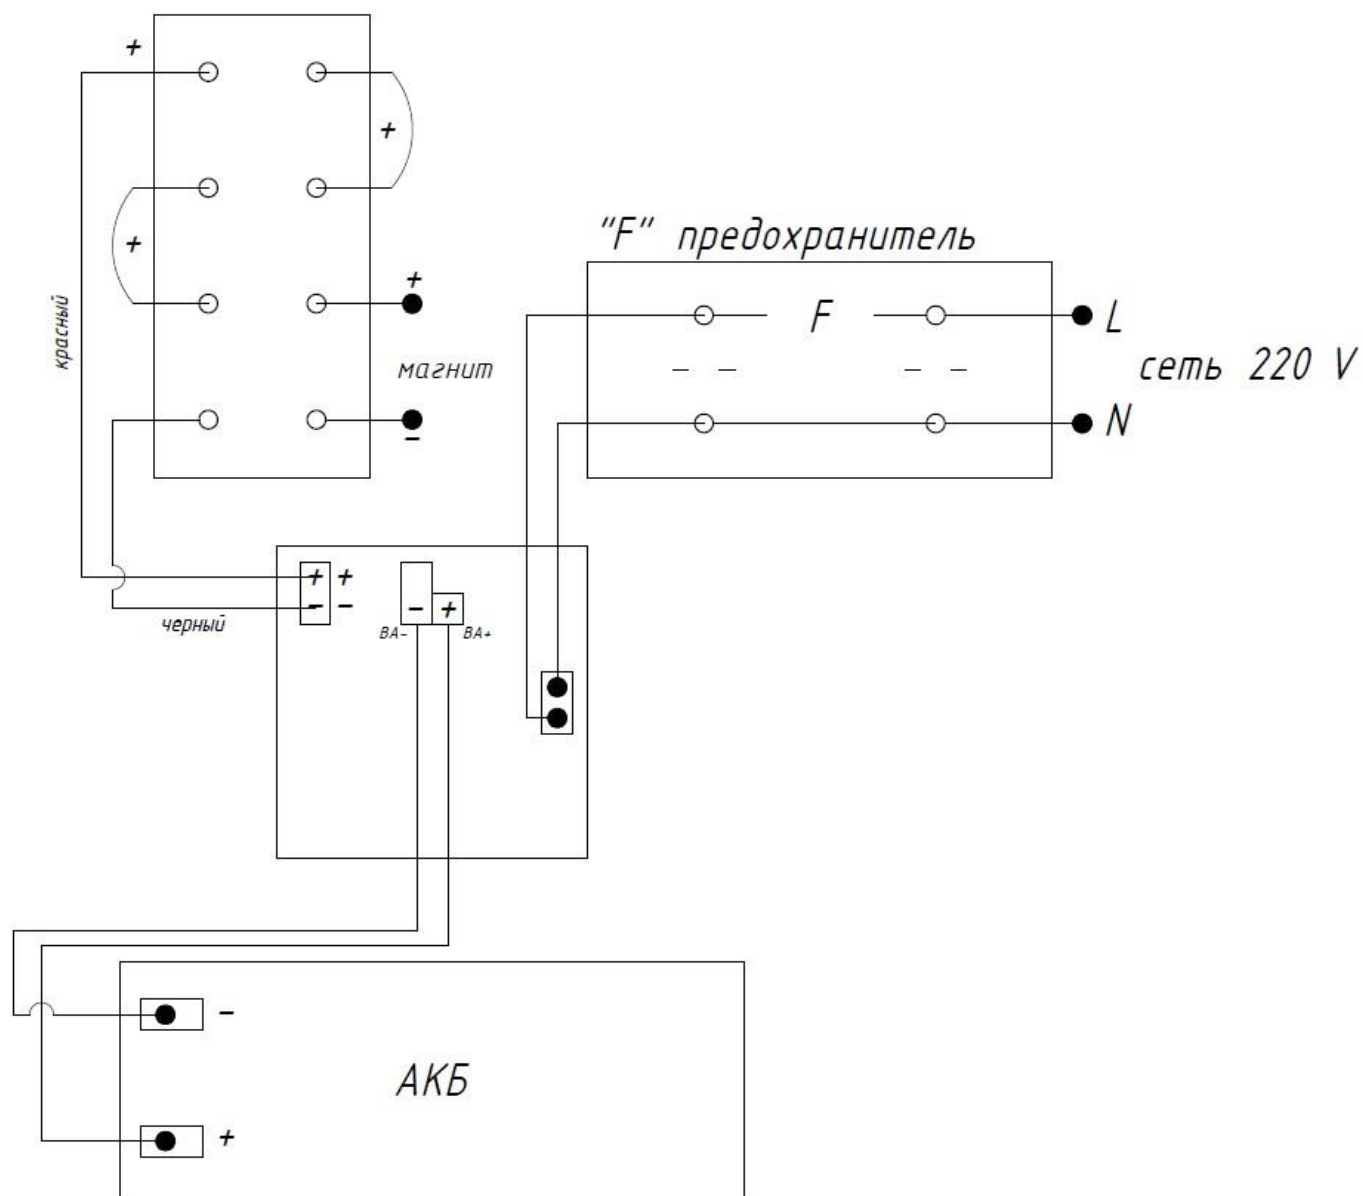 +
+
+
красный
+
магнит
-
"F" предохранитель
F
L
сеть 220 V
N
+ +
- -
черный
- +
BA- BA+
-
АКБ
+